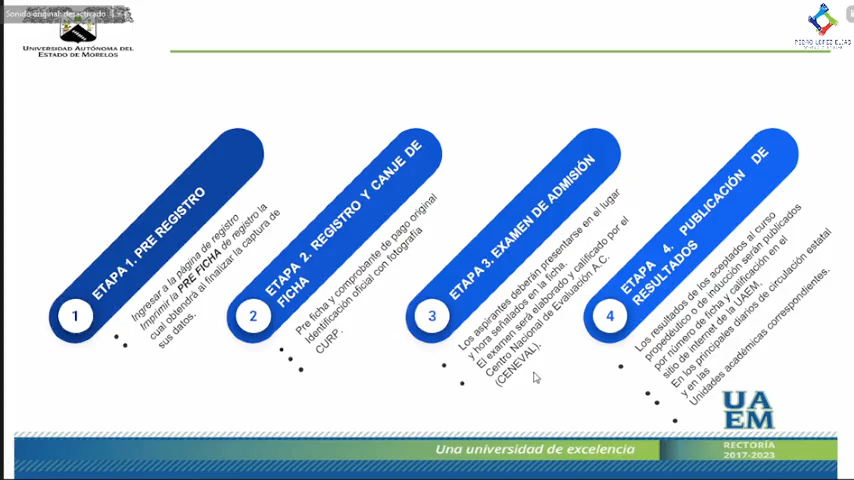 Sonido original: desactivado
UNIVERSIDAD AUTÓNOMA DEL
ESTADO DE MORELOS
PEDRO LOPEZ ELIAS
1
ETAPA 1. PRE REGISTRO
Ingresar a la página de registro
Imprimir la PRE FICHA de registro la
cual obtendrá al finalizar la captura de
sus datos.
2
ETAPA 2. REGISTRO Y CANJE DE
FICHA
Pre ficha y comprobante de pago original
Identificación oficial con fotografía
CURP.
3
ETAPA 3. EXAMEN DE ADMISIÓN
Los aspirantes deberán presentarse en el lugar
y hora señalados en la ficha.
El examen será elaborado y calificado por el
Centro Nacional de Evaluación A.C.
(CENEVAL).
4
ETAPA 4. PUBLICACIÓN DE
RESULTADOS
Los resultados de los aceptados al curso
propedéutico o de inducción serán publicados
por número de ficha y calificación en el
sitio de internet de la UAEM.
En los principales diarios de circulación estatal
y en las
Unidades académicas correspondientes.
UA
EM
Una universidad de excelencia
RECTORÍA
2017-2023